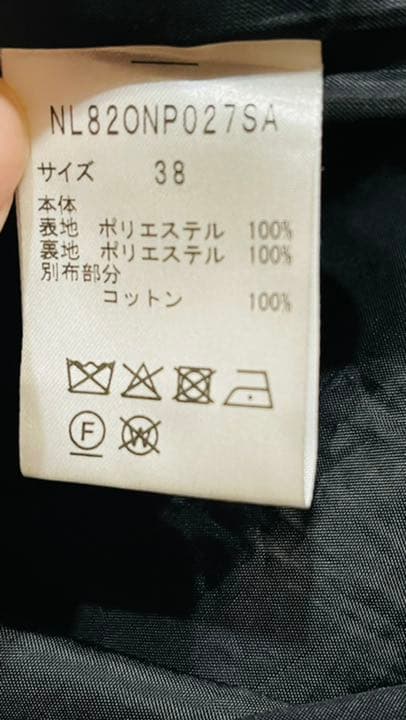 NL820NP027SA
サイズ 38
本体
表地 ポリエステル 100%
裏地 ポリエステル 100%
別布部分
コットン 100%
F
W